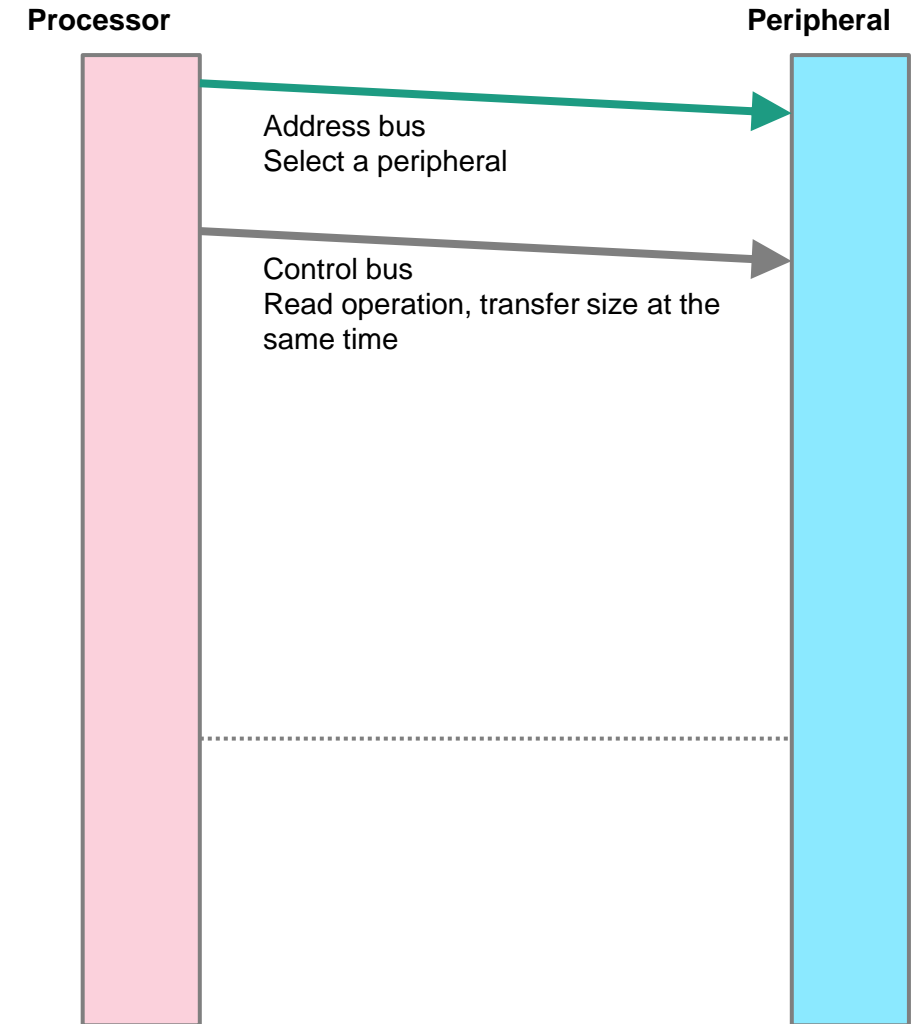 Processor
Peripheral
Address bus
Select a peripheral
Control bus
Read operation, transfer size at the
same time